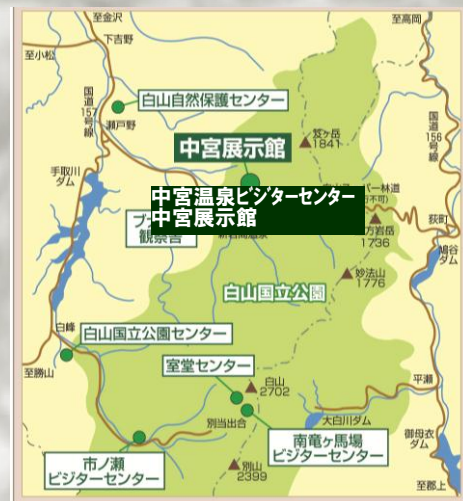 至金沢
至高岡
下吉野
至小松
国道157号線
白山自然保護センター
瀬戸野
中宮展示館
笈ヶ岳
1841
国道156号線
手取川
ダム
中宮温泉ビジターセンター
中宮展示館
観察舎
荻町
鳩谷
ダム
1736
妙法山
1776
白山国立公園
白峰
白山国立公園センター
至勝山
室堂センター
白山
2702
平瀬
大白川ダム
別当出合
御母衣
ダム
南竜ヶ馬場
ビジターセンター
市ノ瀬
ビジターセンター
別山
2399
至郡上